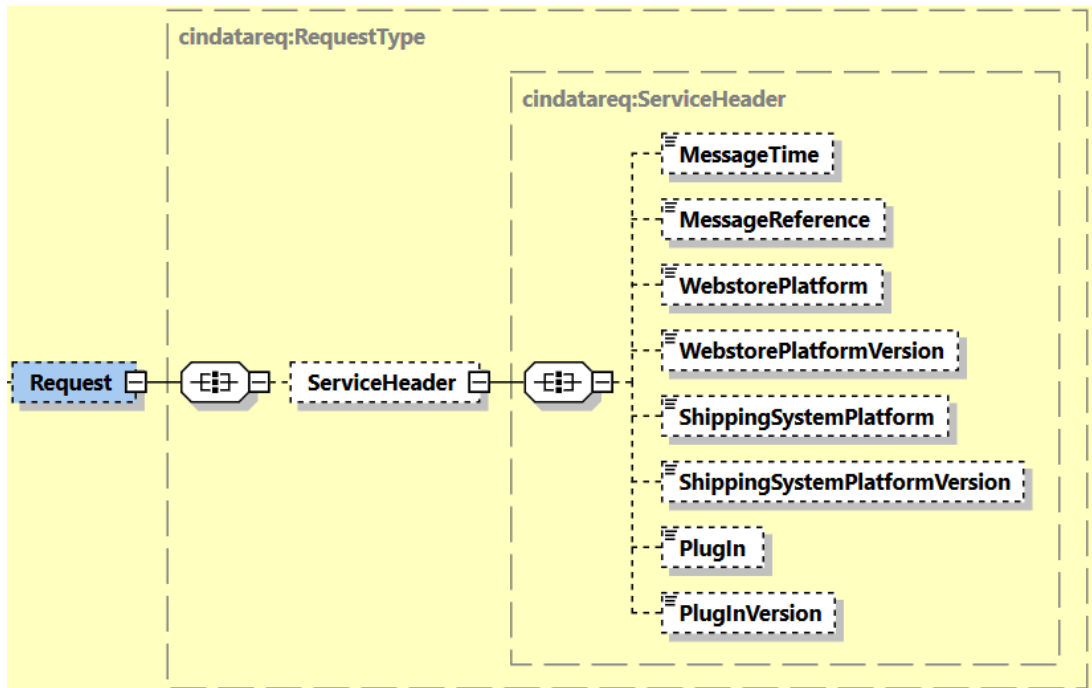 cindatareq:RequestType
cindatareq:ServiceHeader
MessageTime
MessageReference
WebstorePlatform
WebstorePlatformVersion
Request
ServiceHeader
ShippingSystemPlatform
ShippingSystemPlatformVersion
PlugIn
PlugInVersion